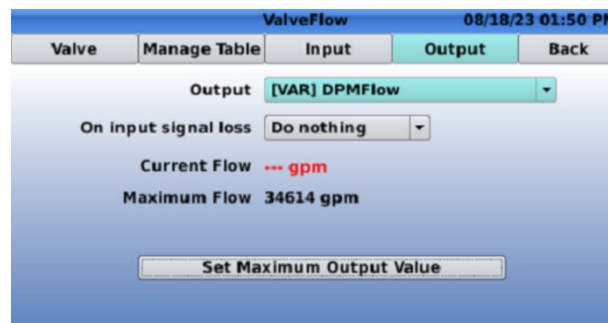 ValveFlow 08/18/23 01:50 PM
Valve Manage Table Input Output Back
Output [VAR] DPMFlow
On input signal loss Do nothing
Current Flow --- gpm
Maximum Flow 34614 gpm
Set Maximum Output Value